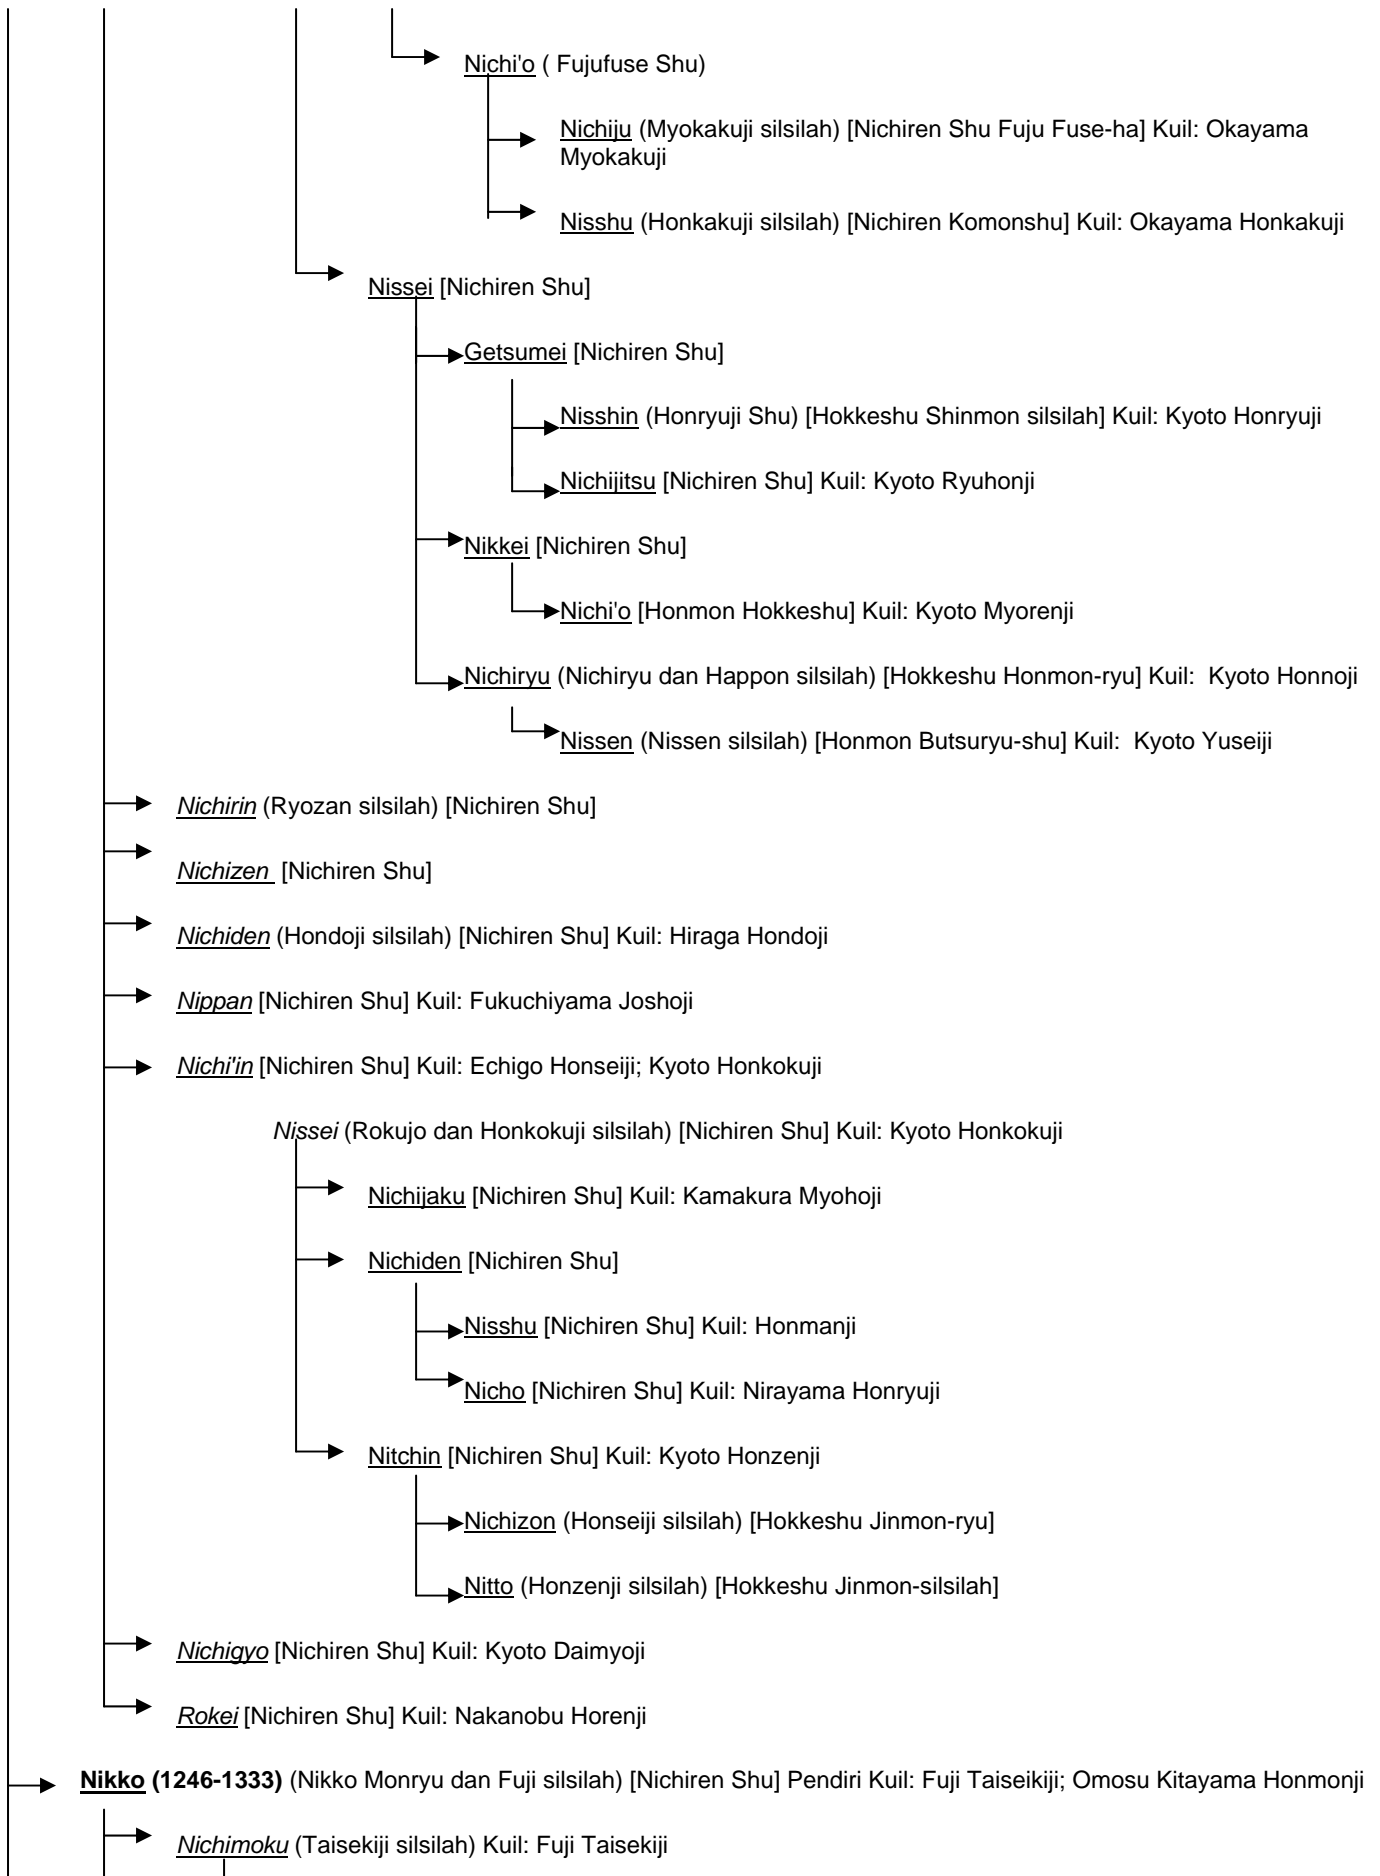 Nichi'o ( Fujufuse Shu)
Nichiju (Myokakuji silsilah) [Nichiren Shu Fuju Fuse-ha] Kuil: Okayama
Myokakuji
Nisshu (Honkakuji silsilah) [Nichiren Komonshu] Kuil: Okayama Honkakuji
Nissei [Nichiren Shu]
Getsumei [Nichiren Shu]
Nisshin (Honryuji Shu) [Hokkeshu Shinmon silsilah] Kuil: Kyoto Honryuji
Nichijitsu [Nichiren Shu] Kuil: Kyoto Ryuhonji
Nikkei [Nichiren Shu]
Nichi'o [Honmon Hokkeshu] Kuil: Kyoto Myorenji
Nichiryu (Nichiryu dan Happon silsilah) [Hokkeshu Honmon-ryu] Kuil: Kyoto Honnoji
Nissen (Nissen silsilah) [Honmon Butsuryu-shu] Kuil: Kyoto Yuseiji
Nichirin (Ryozan silsilah) [Nichiren Shu]
Nichizen [Nichiren Shu]
Nichiden (Hondoji silsilah) [Nichiren Shu] Kuil: Hiraga Hondoji
Nippan [Nichiren Shu] Kuil: Fukuchiyama Joshoji
Nichi'in [Nichiren Shu] Kuil: Echigo Honseiji; Kyoto Honkokuji
Nissei (Rokujo dan Honkokuji silsilah) [Nichiren Shu] Kuil: Kyoto Honkokuji
Nichijaku [Nichiren Shu] Kuil: Kamakura Myohoji
Nichiden [Nichiren Shu]
Nisshu [Nichiren Shu] Kuil: Honmanji
Nicho [Nichiren Shu] Kuil: Nirayama Honryuji
Nitchin [Nichiren Shu] Kuil: Kyoto Honzenji
Nichizon (Honseiji silsilah) [Hokkeshu Jinmon-ryu]
Nitto (Honzenji silsilah) [Hokkeshu Jinmon-silsilah]
Nichigyo [Nichiren Shu] Kuil: Kyoto Daimyoji
Rokei [Nichiren Shu] Kuil: Nakanobu Horenji
Nikko (1246-1333) (Nikko Monryu dan Fuji silsilah) [Nichiren Shu] Pendiri Kuil: Fuji Taiseikiji; Omosu Kitayama Honmonji
Nichimoku (Taisekiji silsilah) Kuil: Fuji Taisekiji